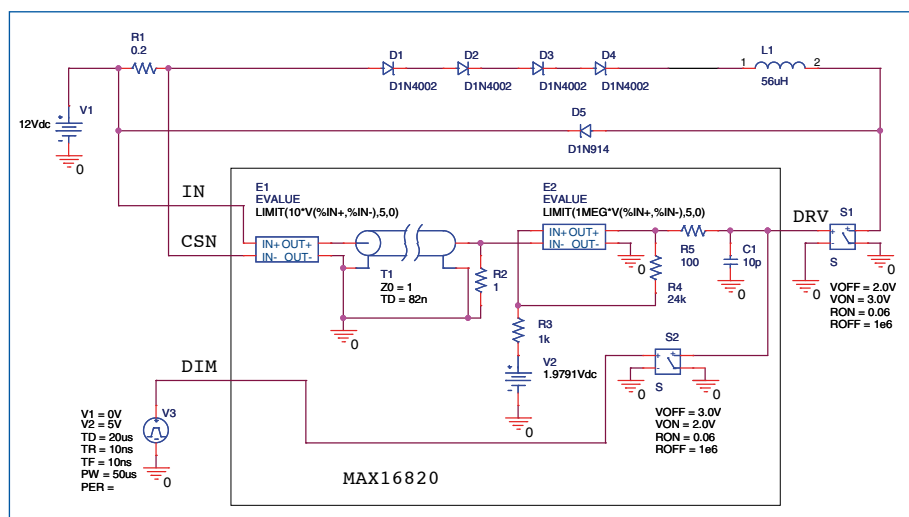 R1
0.2
D1
D2
D3
D4
L1
1
2
D1N4002
D1N4002
D1N4002
D1N4002
56uH
V1
12Vdc
0
D5
D1N914
IN
CSN
E1
EVALUE
LIMIT(10*V(%IN+,%IN-),5,0)
IN+OUT+
IN- OUT-
E2
EVALUE
LIMIT(1MEG*V(%IN+,%IN-),5,0)
IN+OUT+
IN- OUT-
DRV
S1
+
-
S
0
0
VOFF = 2.0V
VON = 3.0V
RON = 0.06
ROFF = 1e6
T1
Z0 = 1
TD = 82n
R2
1
0
0
R5
100
C1
10p
0
R4
24k
R3
1k
V2
1.9791Vdc
0
S2
+
-
S
0
0
VOFF = 3.0V
VON = 2.0V
RON = 0.06
ROFF = 1e6
DIM
V1 = 0V
V2 = 5V
TD = 20us
TR = 10ns
TF = 10ns
PW = 50us
PER =
V3
0
MAX16820